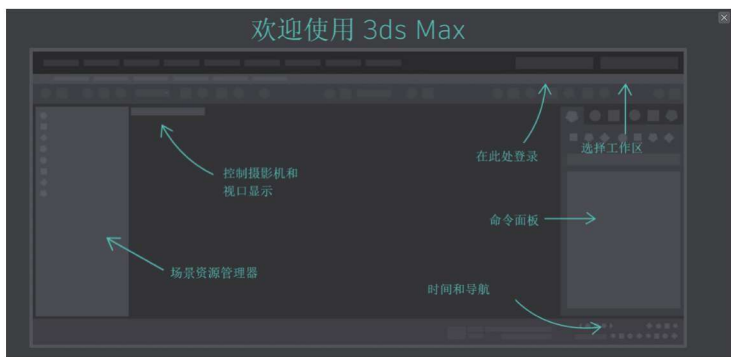 欢迎使用 3ds Max
在此处登录
选择工作区
控制摄影机和
视口显示
命令面板
场景资源管理器
时间和导航